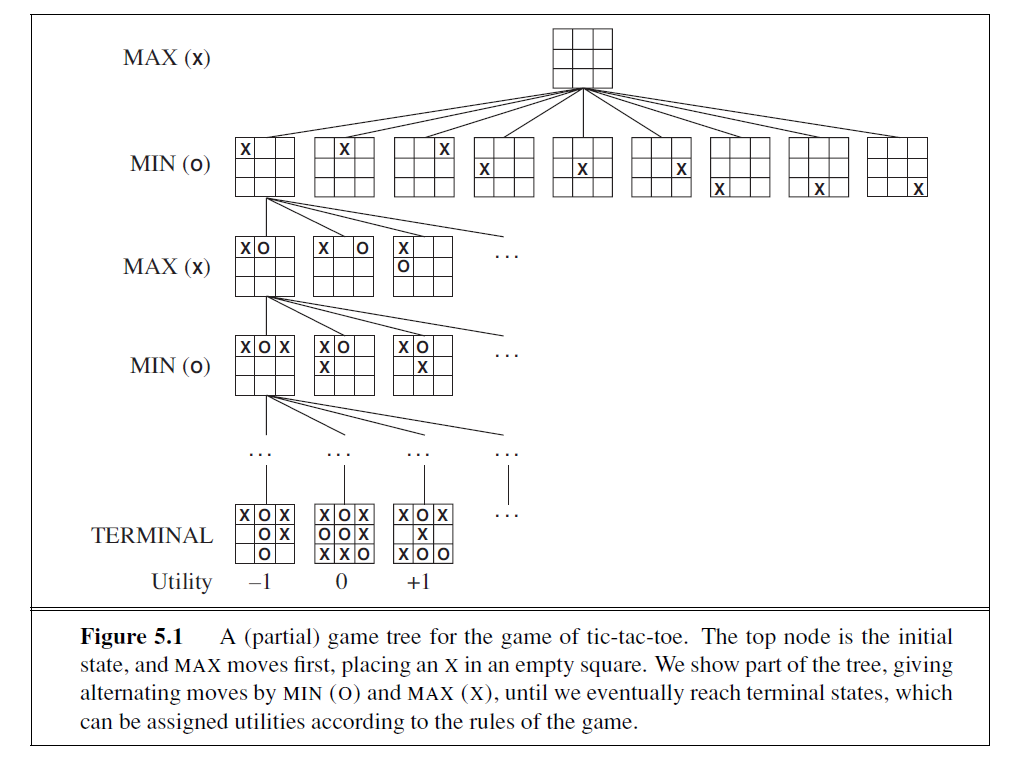 MAX (X)
MIN (O)
X X X X X X X X X
MAX (X)
X O X O X
O
...
MIN (O)
X O X X O X O
X X
...
... ... ... ...
TERMINAL
X O X X O X X O X
O X O O X X
O X X O X O O
...
Utility –1 0 +1
Figure 5.1 A (partial) game tree for the game of tic-tac-toe. The top node is the initial
state, and MAX moves first, placing an X in an empty square. We show part of the tree, giving
alternating moves by MIN (O) and MAX (X), until we eventually reach terminal states, which
can be assigned utilities according to the rules of the game.